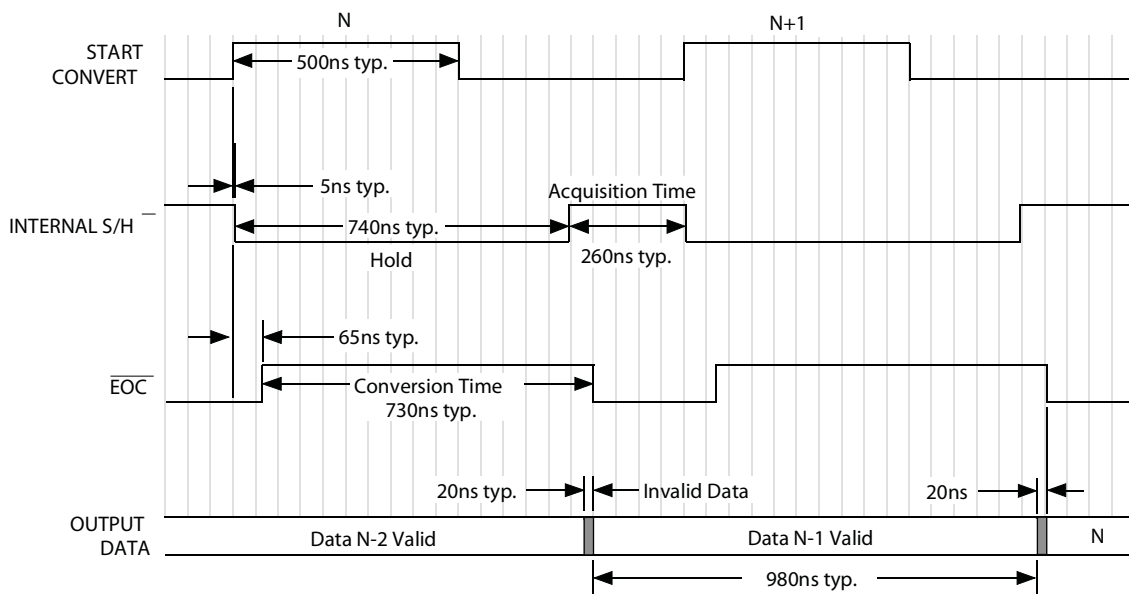 N
N+1
START
CONVERT
500ns typ.
5ns typ.
Acquisition Time
INTERNAL S/H
740ns typ.
Hold
260ns typ.
65ns typ.
EOC
Conversion Time
730ns typ.
20ns typ.
Invalid Data
20ns
OUTPUT
DATA
Data N-2 Valid
Data N-1 Valid
N
980ns typ.